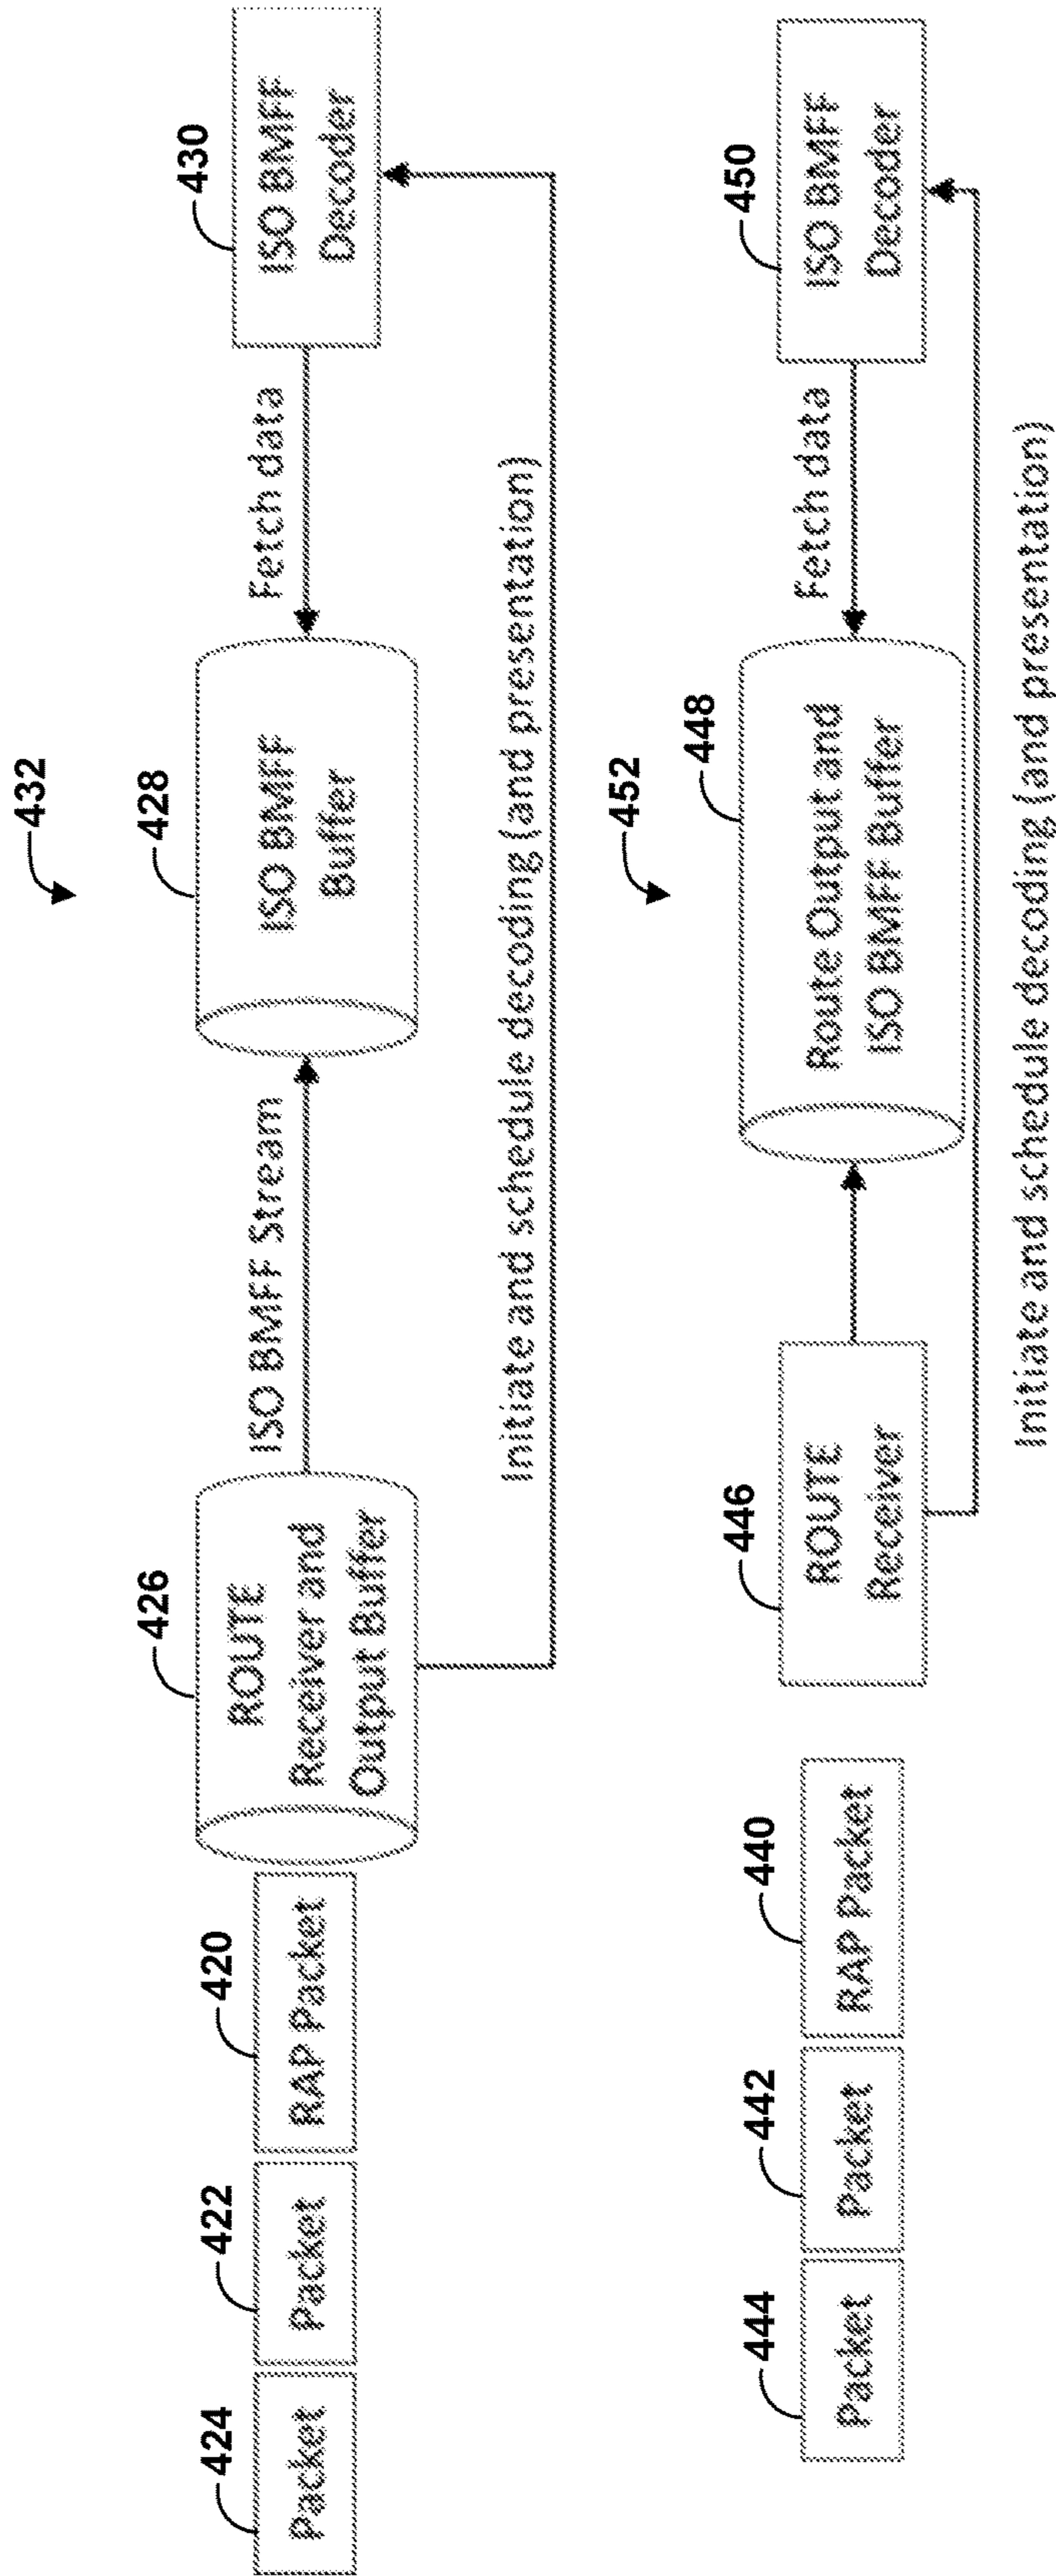 432
424
Packet
422
Packet
420
RAP Packet
426
ROUTE
Receiver and
Output Buffer
ISO BMFF Stream
428
ISO BMFF
Buffer
Fetch data
430
ISO BMFF
Decoder
Initiate and schedule decoding (and presentation)
452
444
Packet
442
Packet
440
RAP Packet
446
ROUTE
Receiver
448
Route Output and
ISO BMFF Buffer
Fetch data
450
ISO BMFF
Decoder
Initiate and schedule decoding (and presentation)